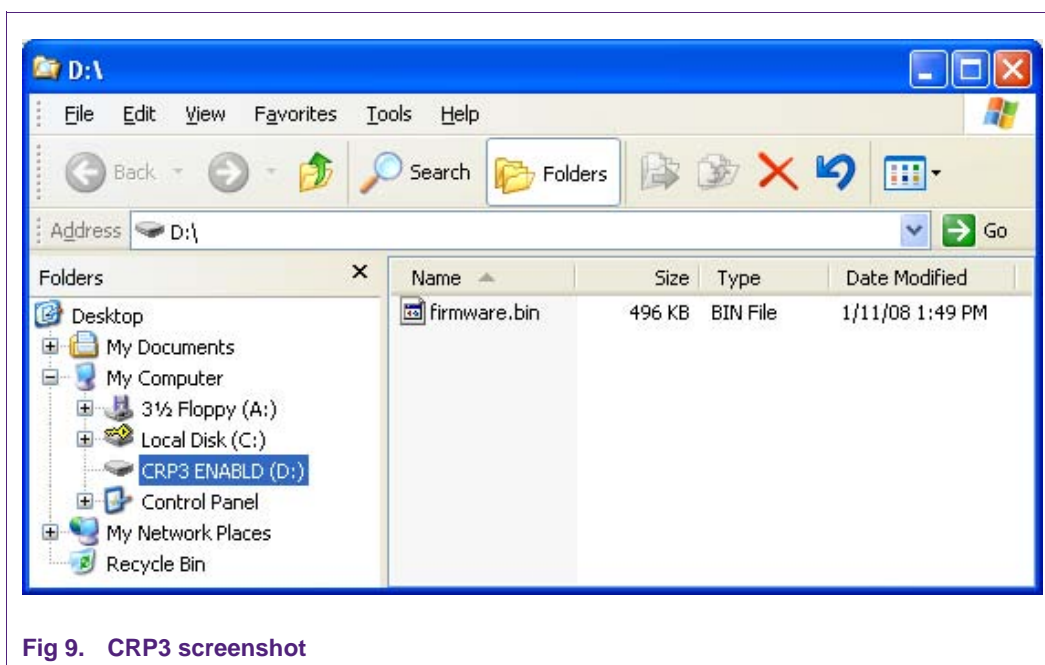 D:\
File Edit View Favorites Tools Help
Back Search Folders
Address D:\ Go
Folders
Name Size Type Date Modified
Desktop
firmware.bin 496 KB BIN File 1/11/08 1:49 PM
My Documents
My Computer
3½ Floppy (A:)
Local Disk (C:)
CRP3 ENABLD (D:)
Control Panel
My Network Places
Recycle Bin
Fig 9. CRP3 screenshot